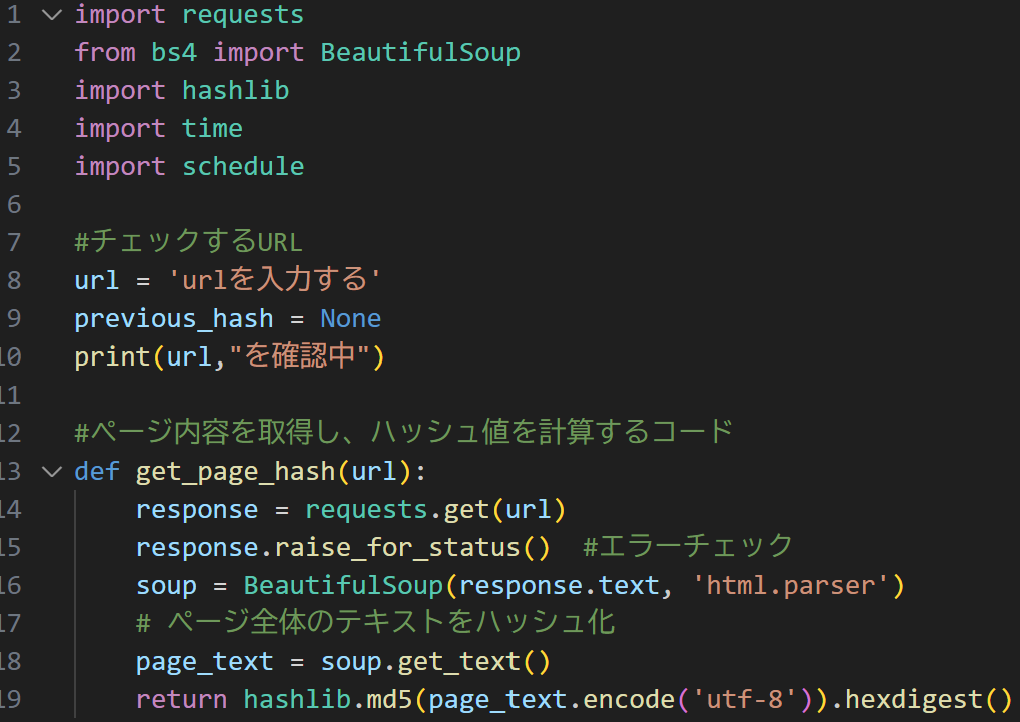 1 import requests
2 from bs4 import BeautifulSoup
3 import hashlib
4 import time
5 import schedule
6
7 #チェックするURL
8 url = 'urlを入力する'
9 previous_hash = None
10 print(url,"を確認中")
11
12 #ページ内容を取得し、ハッシュ値を計算するコード
13 def get_page_hash(url):
14     response = requests.get(url)
15     response.raise_for_status()  #エラーチェック
16     soup = BeautifulSoup(response.text, 'html.parser')
17     # ページ全体のテキストをハッシュ化
18     page_text = soup.get_text()
19     return hashlib.md5(page_text.encode('utf-8')).hexdigest()